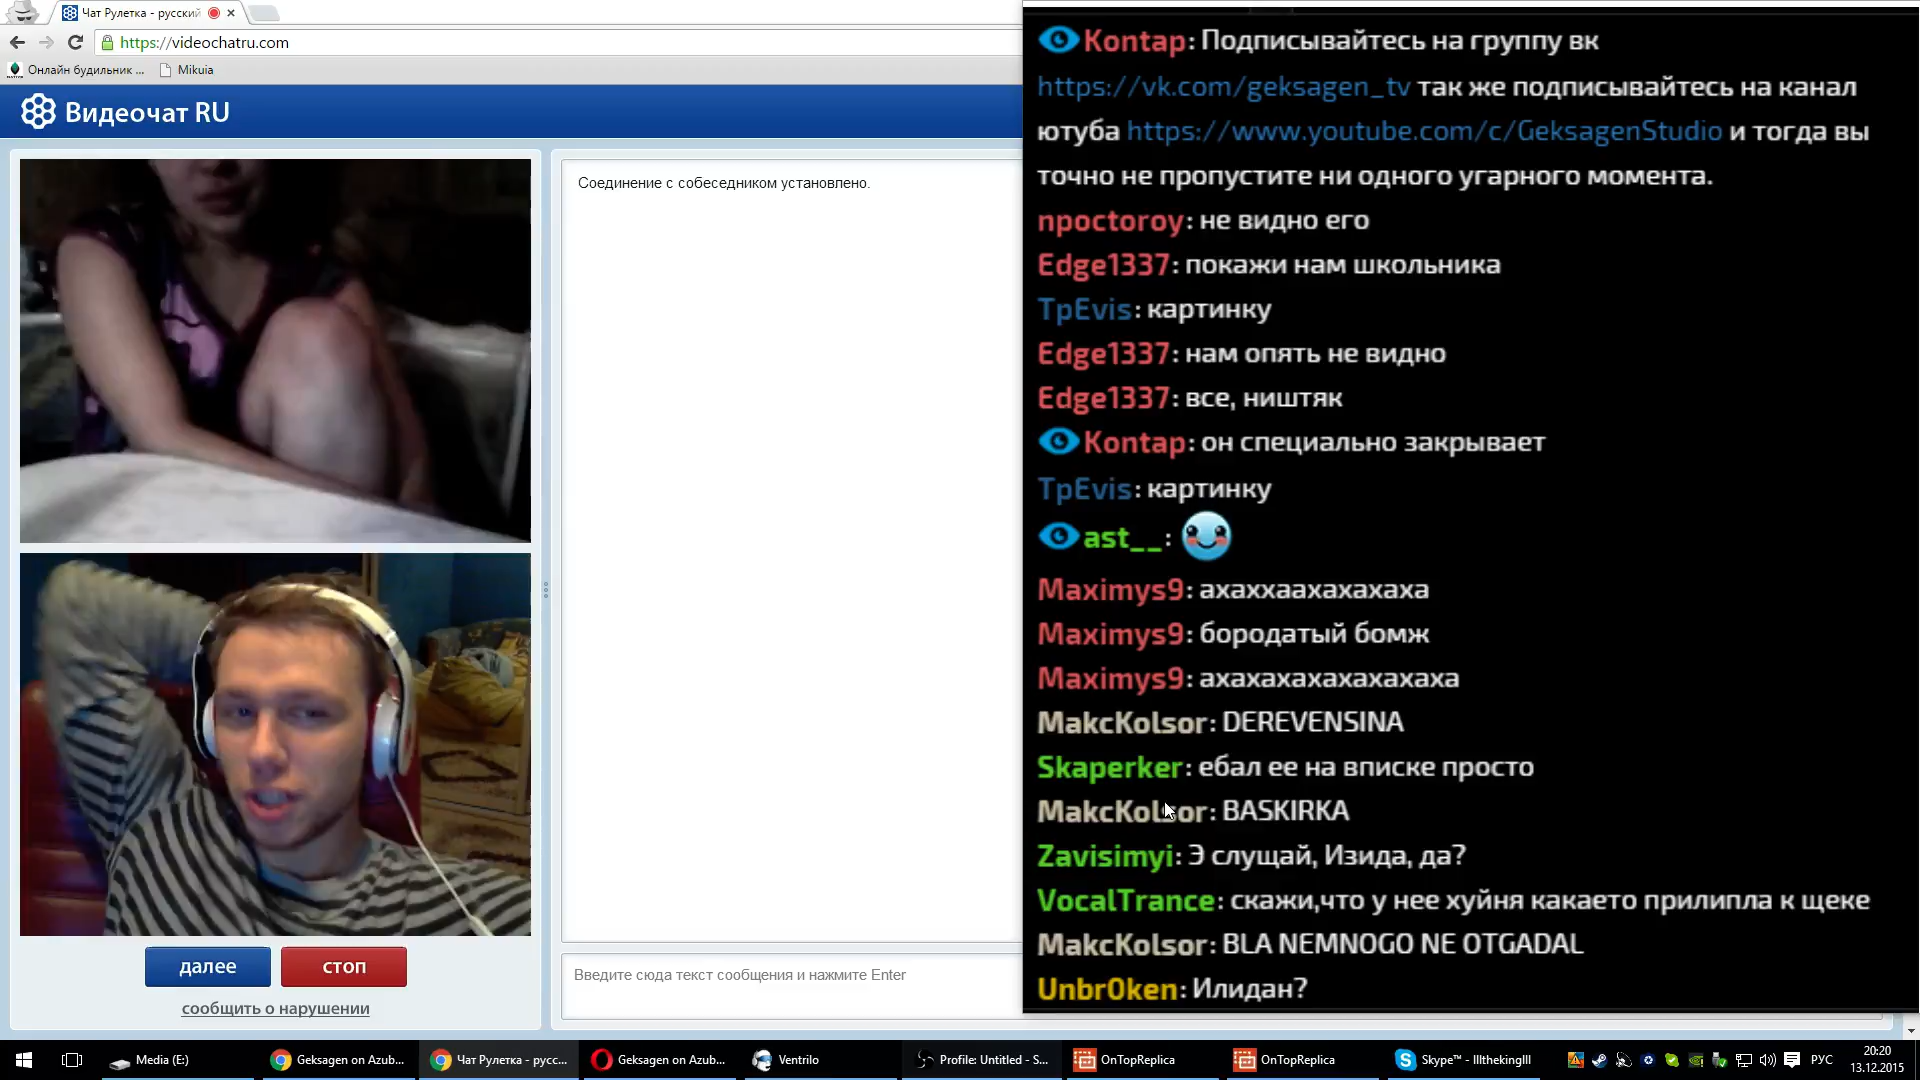 Чат Рулетка - русский
https://videochatru.com
Онлайн будильник ...
Mikuia
Видеочат RU
Соединение с собеседником установлено.
далее
стоп
сообщить о нарушении
Введите сюда текст сообщения и нажмите Enter
Kontap: Подписывайтесь на группу вк
https://vk.com/geksagen_tv так же подписывайтесь на канал
ютуба https://www.youtube.com/c/GeksagenStudio и тогда вы
точно не пропустите ни одного угарного момента.
npoctoroy: не видно его
Edge1337: покажи нам школьника
TpEvis: картинку
Edge1337: нам опять не видно
Edge1337: все, ништяк
Kontap: он специально закрывает
TpEvis: картинку
ast__:
Maximys9: ахаххаахахахаха
Maximys9: бородатый бомж
Maximys9: ахахахахахахахаха
MakcKolsor: DEREVENSINA
Skaperker: ебал ее на вписке просто
MakcKolsor: BASKIRKA
Zavisimyi: Э слущай, Изида, да?
VocalTrance: скажи,что у нее хуйня какаето прилипла к щеке
MakcKolsor: BLA NEMNOGO NE OTGADAL
Unbr0ken: Илидан?
Media (E:)
Geksagen on Azub...
Чат Рулетка - русс...
Geksagen on Azub...
Ventrilo
Profile: Untitled - S...
OnTopReplica
OnTopReplica
Skype™ - IllthekingIll
РУС
20:20
13.12.2015